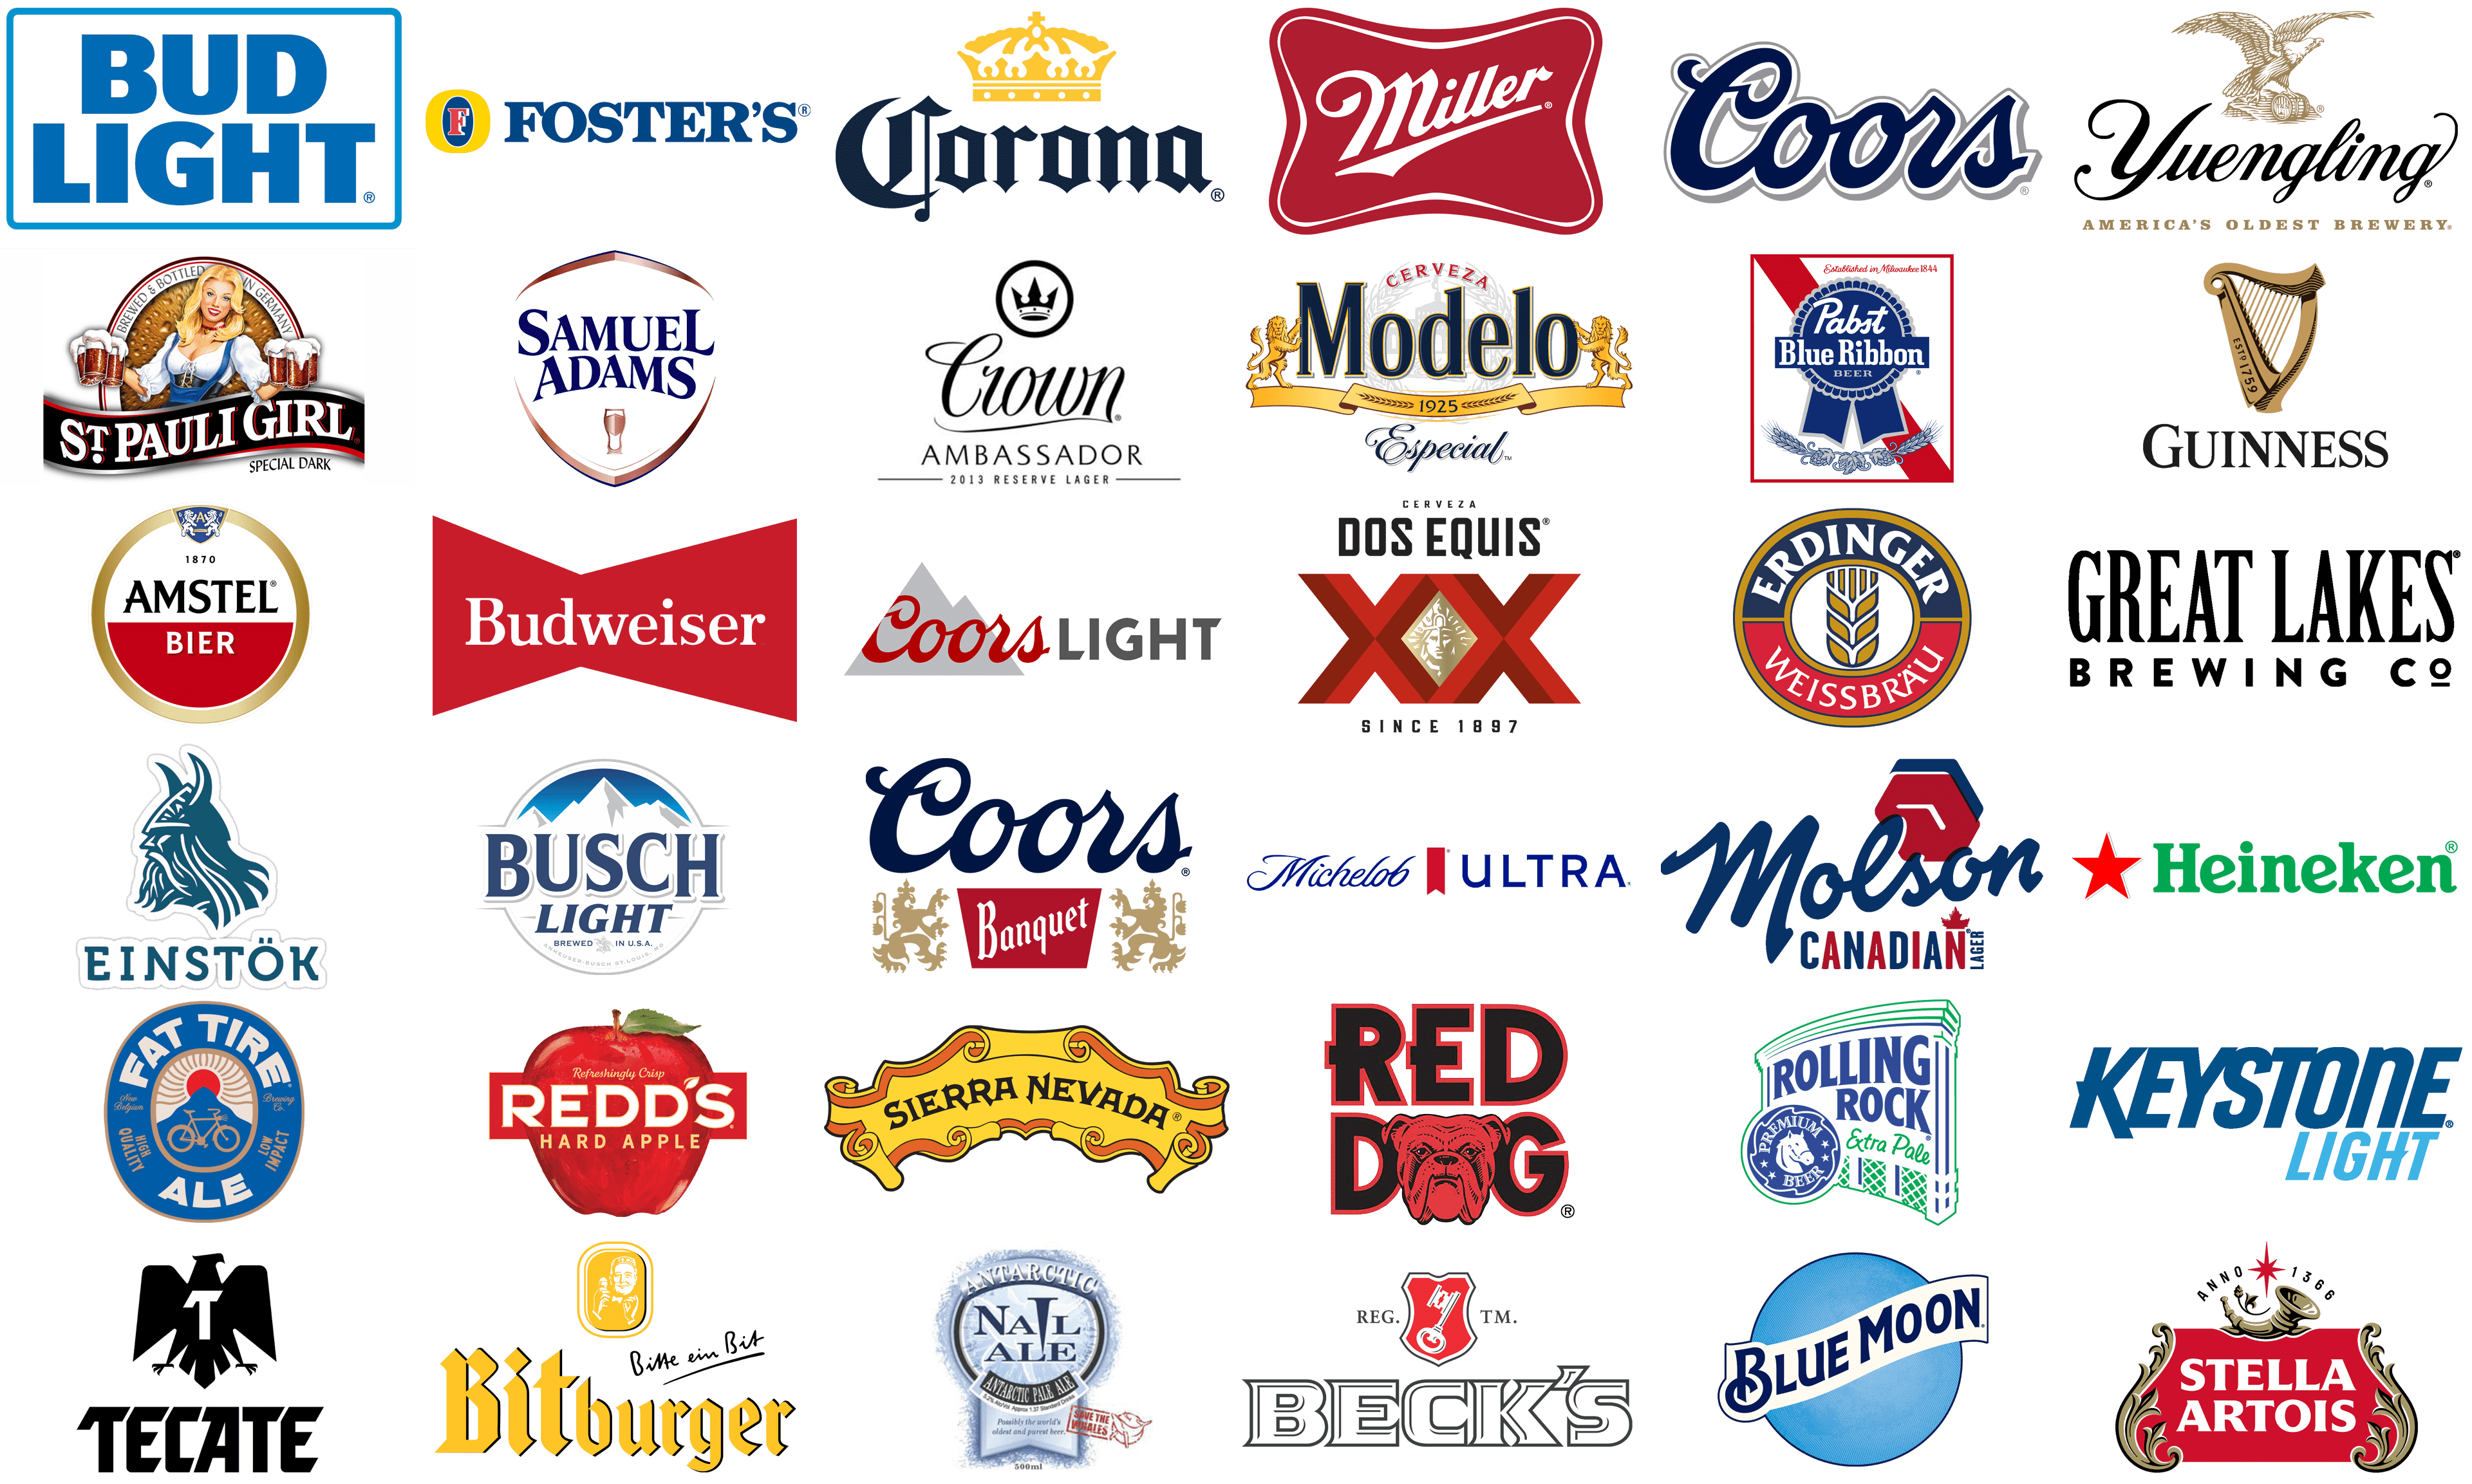 BUD
LIGHT®
F FOSTER'S®
Corona®
Miller®
Coors®
Yuengling®
AMERICA'S OLDEST BREWERY®
BREWED & BOTTLED IN GERMANY
ST. PAULI GIRL
SPECIAL DARK
SAMUEL
ADAMS
Crown®
AMBASSADOR
2013 RESERVE LAGER
CERVEZA
Modelo
1925
Especial™
Established in Milwaukee 1844
Pabst
Blue Ribbon®
BEER
ESTD 1759
GUINNESS
A
1870
AMSTEL®
BIER
Budweiser
Coors LIGHT
CERVEZA
DOS EQUIS®
XX
SINCE 1897
ERDINGER
WEISSBRÄU
GREAT LAKES®
BREWING CO
EINSTÖK
BUSCH
LIGHT
BREWED IN U.S.A.
ANHEUSER-BUSCH ST. LOUIS, MO
Coors®
Banquet
Michelob ULTRA
Molson
CANADIAN®
LAGER
Heineken®
FAT TIRE®
New Belgium
Brewing Co.
HIGH QUALITY
LOW IMPACT
ALE
Refreshingly Crisp
REDD'S®
HARD APPLE
SIERRA NEVADA®
RED
DOG®
ROLLING
ROCK®
Extra Pale
PREMIUM
BEER
KEYSTONE®
LIGHT
T
TECATE
Bitte ein Bit
Bitburger
ANTARCTIC
NAIL
ALE
ANTARCTIC PALE ALE
Possibly the world's
oldest and purest beer.
SAVE THE
WHALES
500ml
REG. TM.
BECK'S
BLUE MOON
ANNO 1366
STELLA
ARTOIS